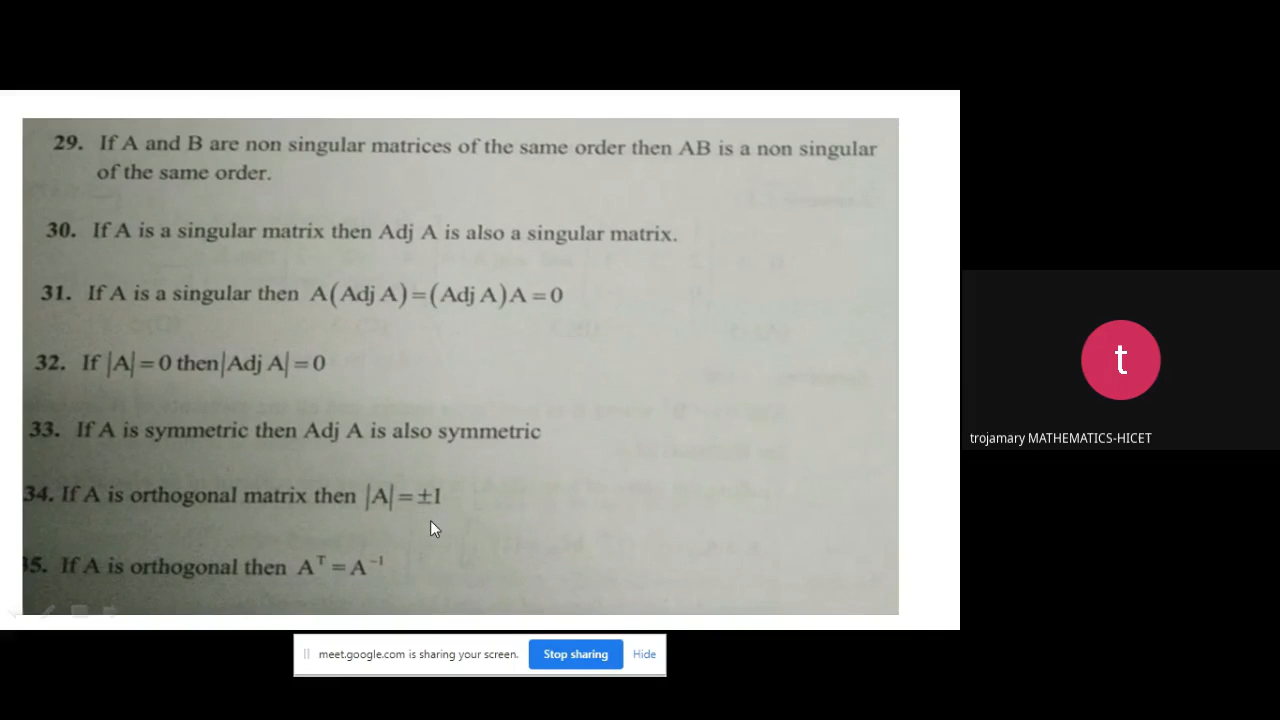 29. If A and B are non singular matrices of the same order then AB is a non singular
of the same order.
30. If A is a singular matrix then Adj A is also a singular matrix.
31. If A is a singular then A(Adj A)=(Adj A)A=0
32. If |A|=0 then|Adj A|=0
33. If A is symmetric then Adj A is also symmetric
34. If A is orthogonal matrix then |A|=±1
35. If A is orthogonal then Aᵀ=A⁻¹
t
trojamary MATHEMATICS-HICET
meet.google.com is sharing your screen.
Stop sharing
Hide